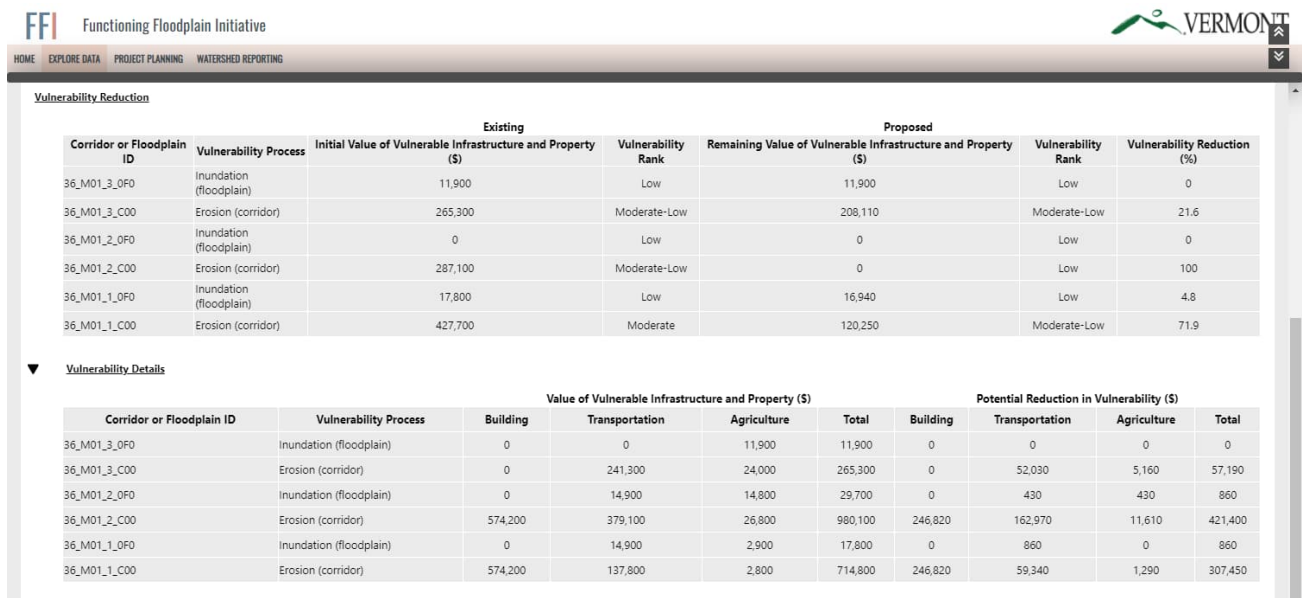 FFI Functioning Floodplain Initiative VERMONT
HOME EXPLORE DATA PROJECT PLANNING WATERSHED REPORTING
Vulnerability Reduction
Existing Proposed
Corridor or Floodplain ID Vulnerability Process Initial Value of Vulnerable Infrastructure and Property ($) Vulnerability Rank Remaining Value of Vulnerable Infrastructure and Property ($) Vulnerability Rank Vulnerability Reduction (%)
36_M01_3_0F0 Inundation (floodplain) 11,900 Low 11,900 Low 0
36_M01_3_C00 Erosion (corridor) 265,300 Moderate-Low 208,110 Moderate-Low 21.6
36_M01_2_0F0 Inundation (floodplain) 0 Low 0 Low 0
36_M01_2_C00 Erosion (corridor) 287,100 Moderate-Low 0 Low 100
36_M01_1_0F0 Inundation (floodplain) 17,800 Low 16,940 Low 4.8
36_M01_1_C00 Erosion (corridor) 427,700 Moderate 120,250 Moderate-Low 71.9
Vulnerability Details
Value of Vulnerable Infrastructure and Property ($) Potential Reduction in Vulnerability ($)
Corridor or Floodplain ID Vulnerability Process Building Transportation Agriculture Total Building Transportation Agriculture Total
36_M01_3_0F0 Inundation (floodplain) 0 0 11,900 11,900 0 0 0 0
36_M01_3_C00 Erosion (corridor) 0 241,300 24,000 265,300 0 52,030 5,160 57,190
36_M01_2_0F0 Inundation (floodplain) 0 14,900 14,800 29,700 0 430 430 860
36_M01_2_C00 Erosion (corridor) 574,200 379,100 26,800 980,100 246,820 162,970 11,610 421,400
36_M01_1_0F0 Inundation (floodplain) 0 14,900 2,900 17,800 0 860 0 860
36_M01_1_C00 Erosion (corridor) 574,200 137,800 2,800 714,800 246,820 59,340 1,290 307,450